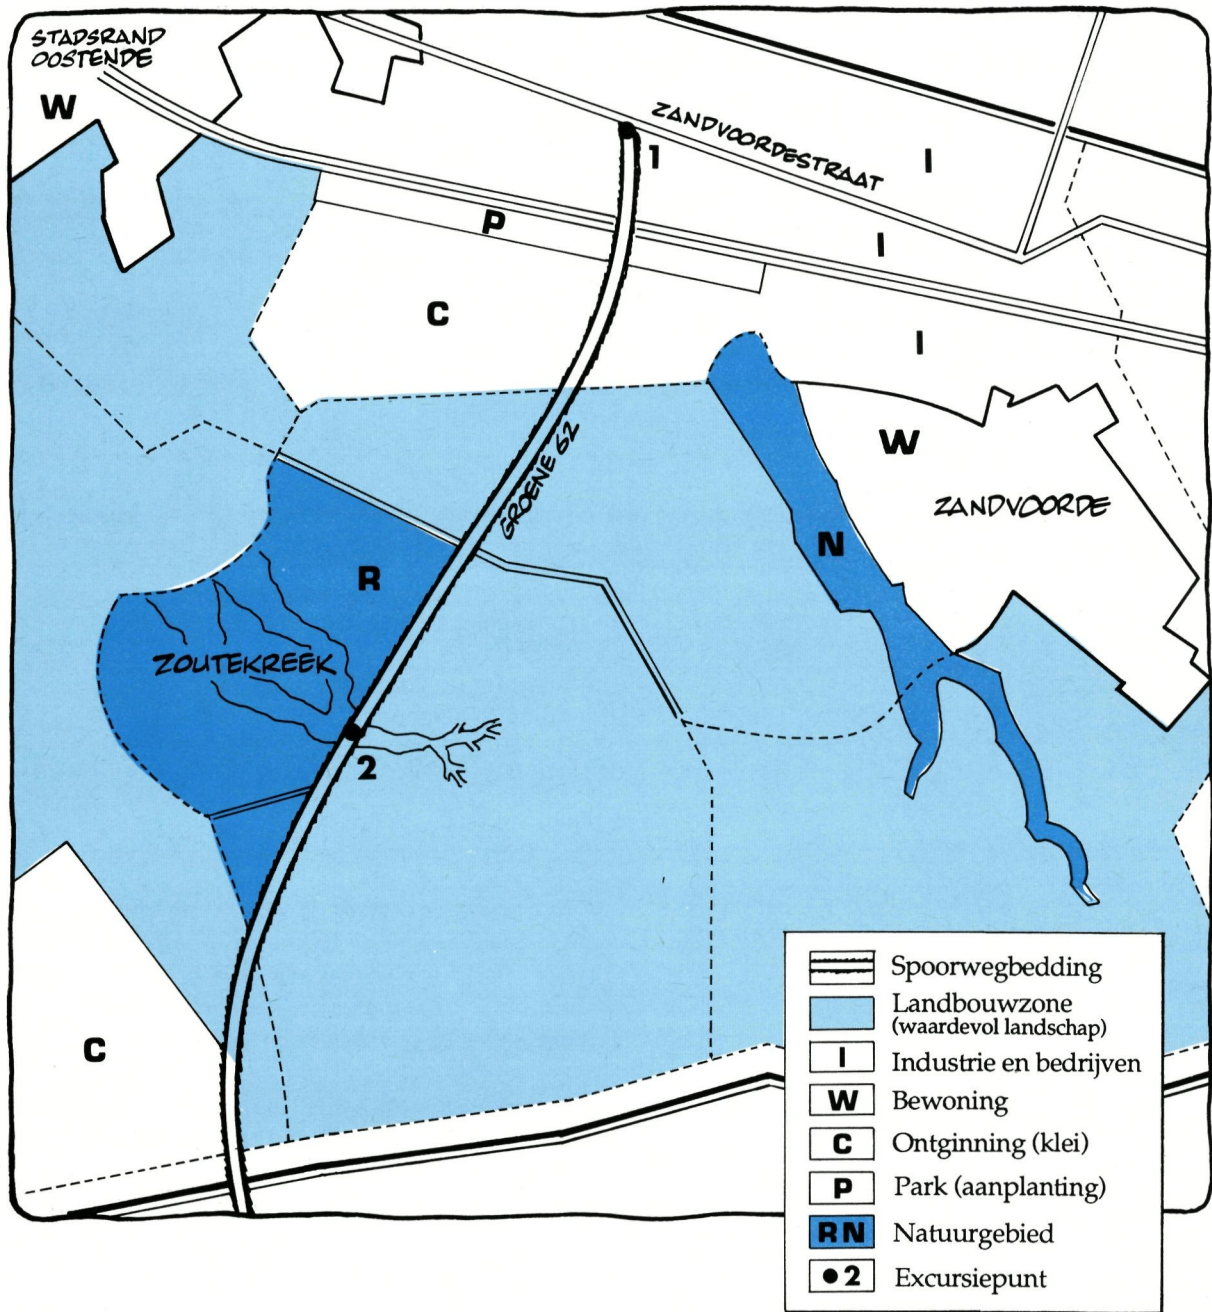 STADSRAND
OOSTENDE
W
ZANDVOORDESTRAAT
1
I
P
I
C
I
GROENE 62
W
ZANDVOORDE
N
R
ZOUTEKREEK
2
C
Spoorwegbedding
Landbouwzone
(waardevol landschap)
I Industrie en bedrijven
W Bewoning
C Ontginning (klei)
P Park (aanplanting)
RN Natuurgebied
2 Excursiepunt